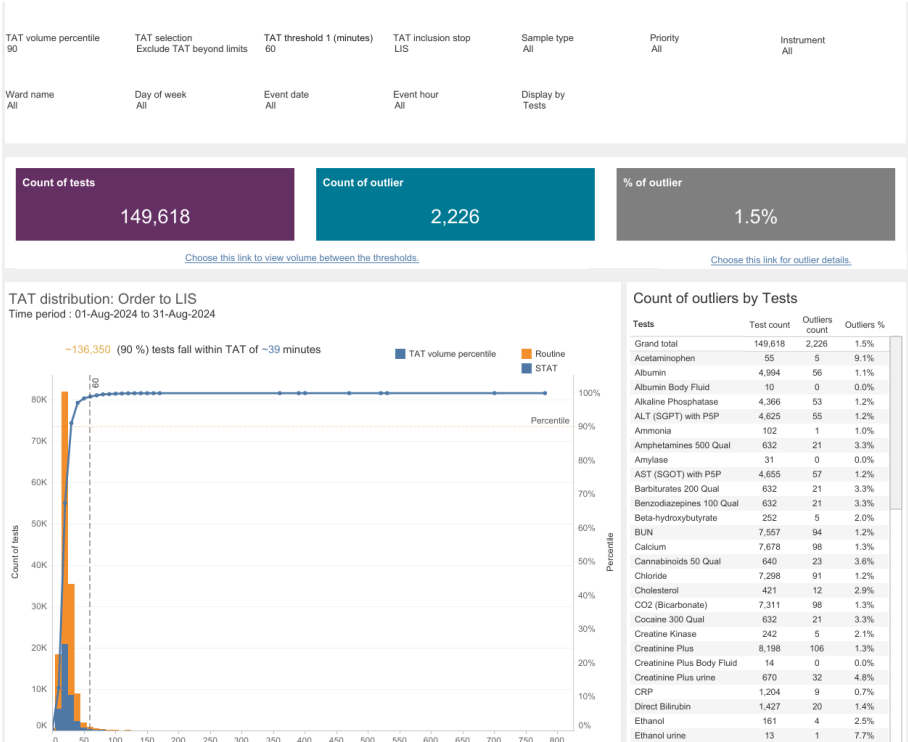 TAT volume percentile TAT selection TAT threshold 1 (minutes) TAT inclusion stop Sample type Priority Instrument
90 Exclude TAT beyond limits 60 LIS All All All
Ward name Day of week Event date Event hour Display by
All All All All Tests
Count of tests Count of outlier % of outlier
149,618 2,226 1.5%
Choose this link to view volume between the thresholds. Choose this link for outlier details.
TAT distribution: Order to LIS
Time period : 01-Aug-2024 to 31-Aug-2024
~136,350 (90 %) tests fall within TAT of ~39 minutes
TAT volume percentile
Routine
STAT
60
Percentile
Count of tests
80K
70K
60K
50K
40K
30K
20K
10K
0K
100%
90%
80%
70%
60%
50%
40%
30%
20%
10%
0%
Percentile
0 50 100 150 200 250 300 350 400 450 500 550 600 650 700 750 800
Count of outliers by Tests
Tests Test count Outliers count Outliers %
Grand total 149,618 2,226 1.5%
Acetaminophen 55 5 9.1%
Albumin 4,994 56 1.1%
Albumin Body Fluid 10 0 0.0%
Alkaline Phosphatase 4,366 53 1.2%
ALT (SGPT) with P5P 4,625 55 1.2%
Ammonia 102 1 1.0%
Amphetamines 500 Qual 632 21 3.3%
Amylase 31 0 0.0%
AST (SGOT) with P5P 4,655 57 1.2%
Barbiturates 200 Qual 632 21 3.3%
Benzodiazepines 100 Qual 632 21 3.3%
Beta-hydroxybutyrate 252 5 2.0%
BUN 7,557 94 1.2%
Calcium 7,678 98 1.3%
Cannabinoids 50 Qual 640 23 3.6%
Chloride 7,298 91 1.2%
Cholesterol 421 12 2.9%
CO2 (Bicarbonate) 7,311 98 1.3%
Cocaine 300 Qual 632 21 3.3%
Creatine Kinase 242 5 2.1%
Creatinine Plus 8,198 106 1.3%
Creatinine Plus Body Fluid 14 0 0.0%
Creatinine Plus urine 670 32 4.8%
CRP 1,204 9 0.7%
Direct Bilirubin 1,427 20 1.4%
Ethanol 161 4 2.5%
Ethanol urine 13 1 7.7%